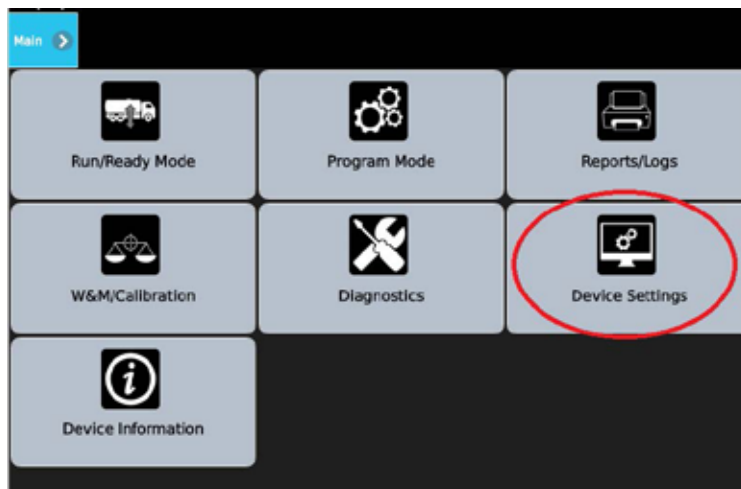 Main
Run/Ready Mode
Program Mode
Reports/Logs
W&M/Calibration
Diagnostics
Device Settings
Device Information